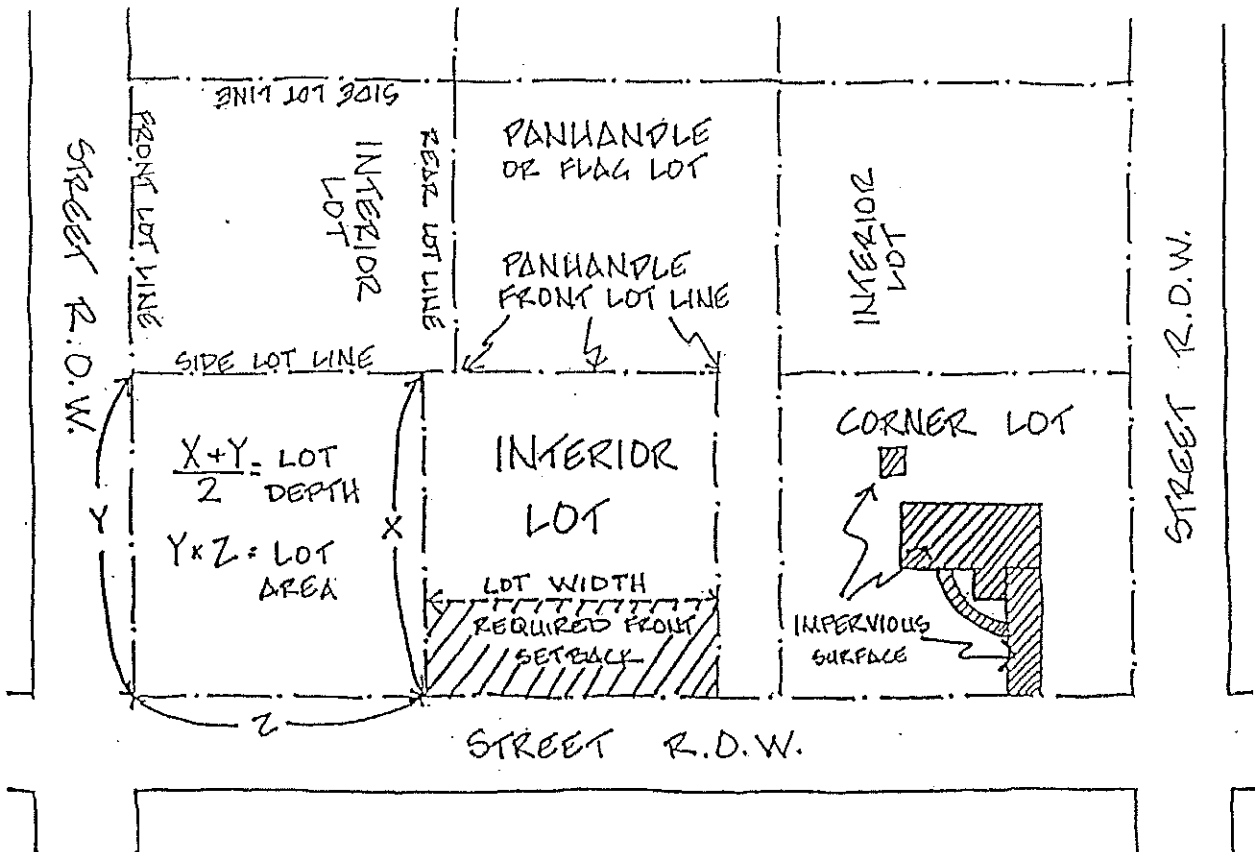 SIDE LOT LINE
STREET R.O.W.
FRONT LOT LINE
INTERIOR
LOT
REAR LOT LINE
PANHANDLE
OR FLAG LOT
PANHANDLE
FRONT LOT LINE
INTERIOR
LOT
STREET R.O.W.
SIDE LOT LINE
X+Y/2 = LOT
DEPTH
Y×Z = LOT
AREA
Y
X
Z
INTERIOR
LOT
LOT WIDTH
REQUIRED FRONT
SETBACK
CORNER LOT
IMPERVIOUS
SURFACE
STREET R.O.W.